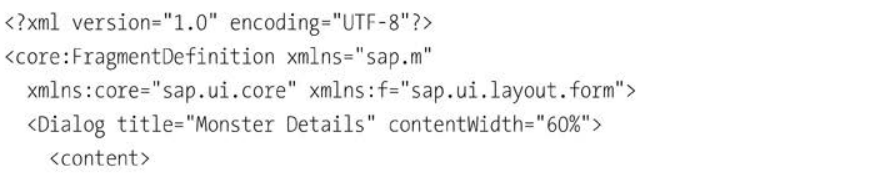 <?xml version="1.0" encoding="UTF-8"?>
<core:FragmentDefinition xmlns="sap.m"
xmlns:core="sap.ui.core" xmlns:f="sap.ui.layout.form">
<Dialog title="Monster Details" contentWidth="60%">
<content>